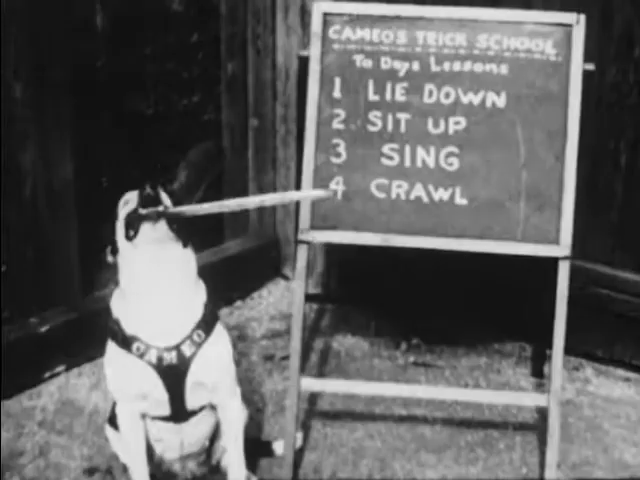 CAMEO'S TRICK SCHOOL
To Days Lessons
1 LIE DOWN
2. SIT UP
3 SING
4 CRAWL
CAMEO